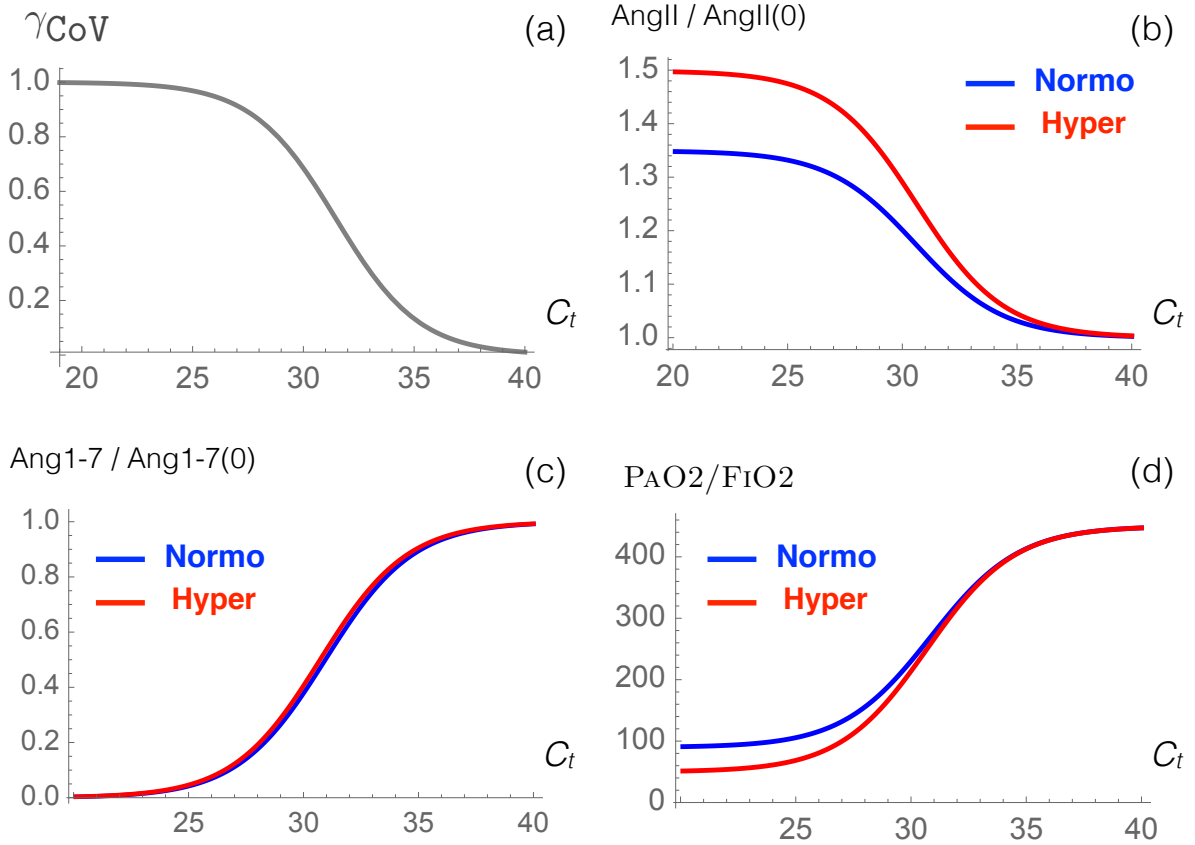 γCoV
(a)
1.0
0.8
0.6
0.4
0.2
Ct
20 25 30 35 40
AngII / AngII(0)
(b)
1.5
1.4
1.3
1.2
1.1
1.0
Normo
Hyper
Ct
20 25 30 35 40
Ang1-7 / Ang1-7(0)
(c)
1.0
0.8
0.6
0.4
0.2
0.0
Normo
Hyper
Ct
25 30 35 40
PAO2/FIO2
(d)
400
300
200
100
0
Normo
Hyper
Ct
25 30 35 40